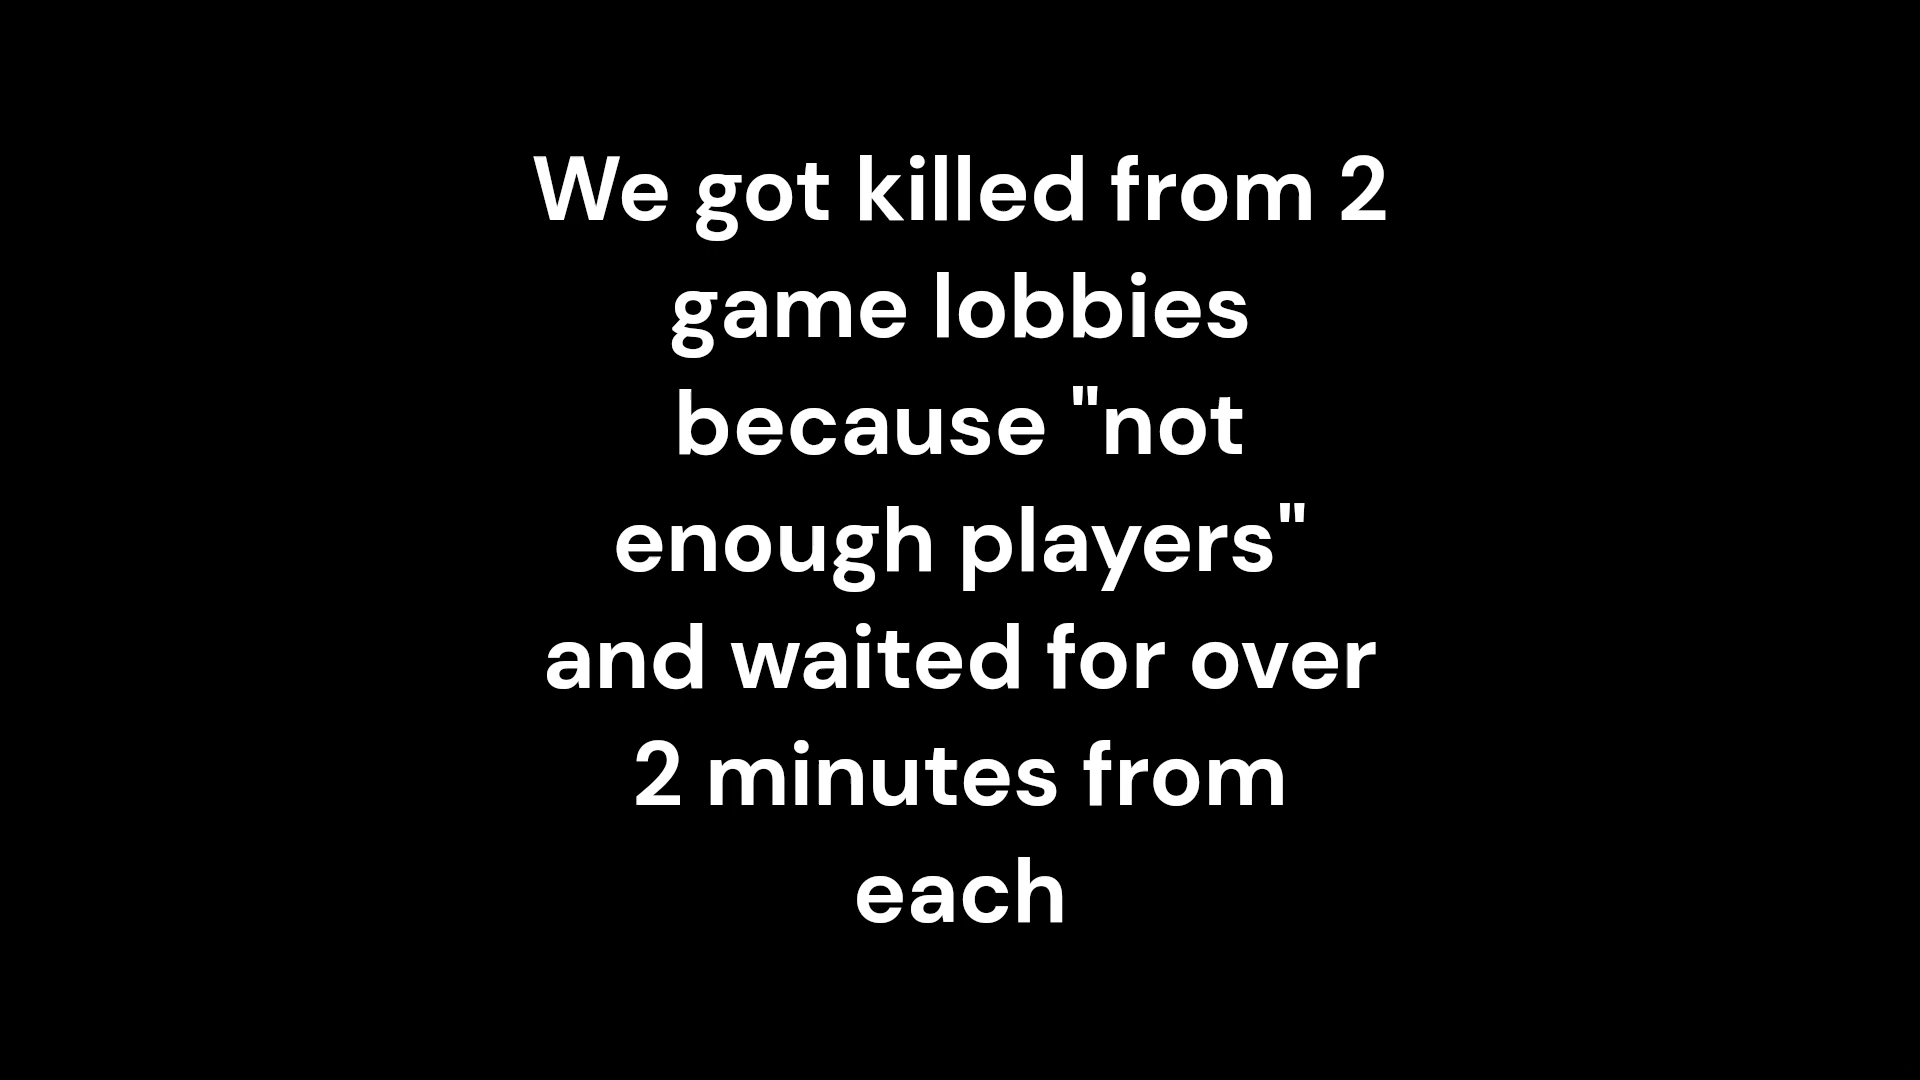 We got killed from 2
game lobbies
because "not
enough players"
and waited for over
2 minutes from
each